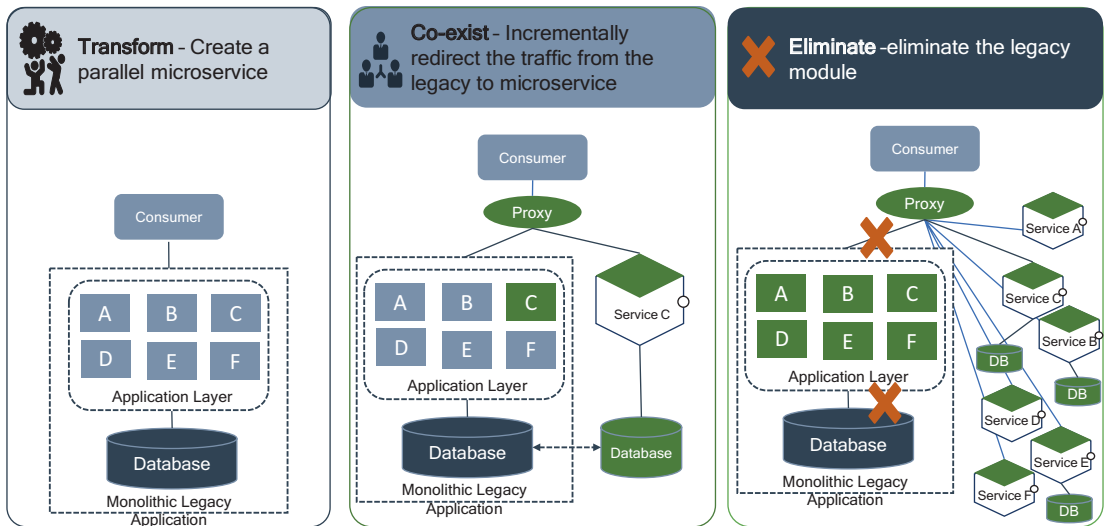 Transform - Create a
parallel microservice
Consumer
A B C
D E F
Application Layer
Database
Monolithic Legacy
Application
Co-exist - Incrementally
redirect the traffic from the
legacy to microservice
Consumer
Proxy
A B C
D E F
Application Layer
Service C
Database
Database
Monolithic Legacy
Application
Eliminate -eliminate the legacy
module
Consumer
Proxy
Service A
A B C
D E F
Application Layer
Service C
Service B
DB
DB
Service D
Database
Service E
Monolithic Legacy
Application
Service F
DB